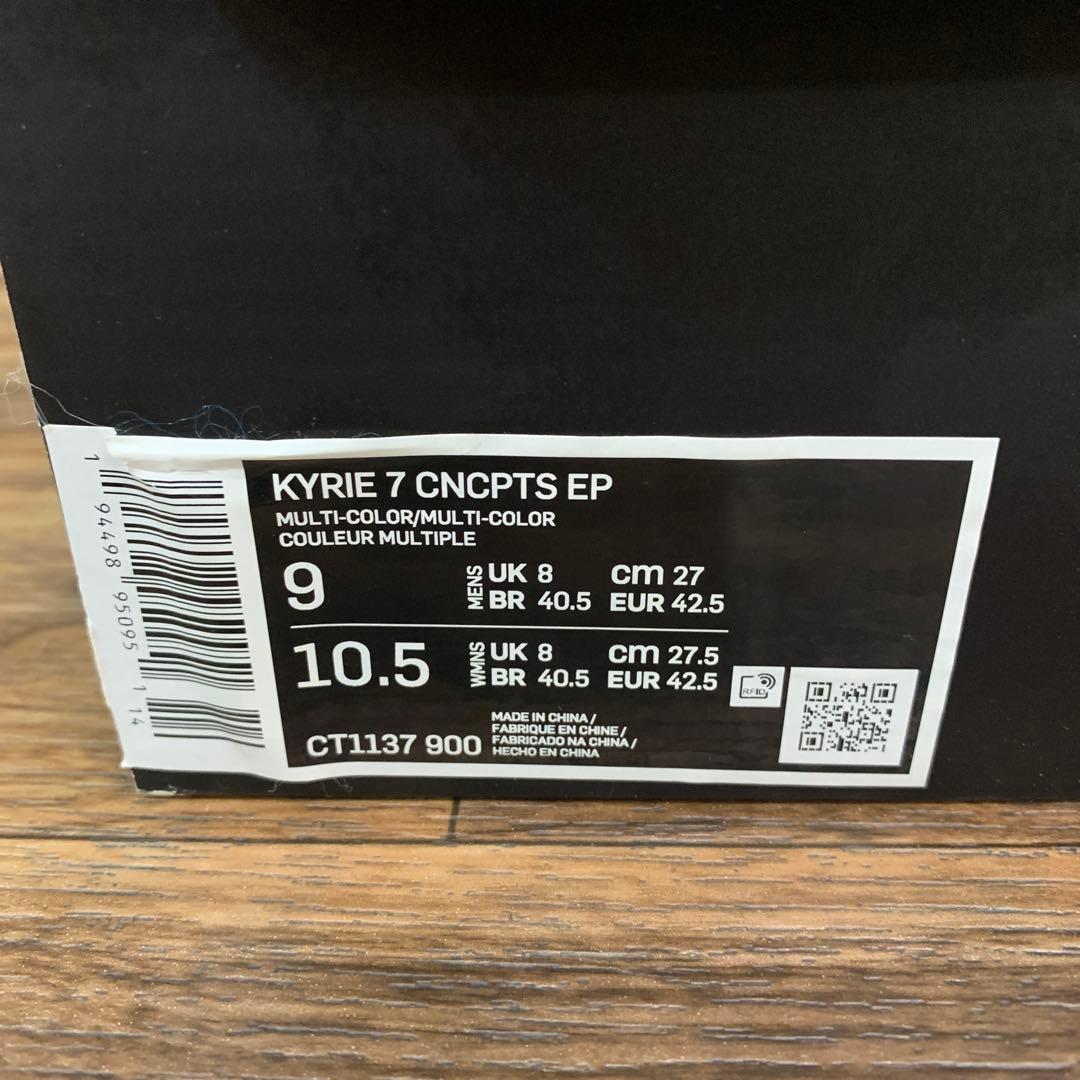 KYRIE 7 CNCPTS EP
MULTI-COLOR/MULTI-COLOR
COULEUR MULTIPLE
9 MENS UK 8 cm 27
BR 40.5 EUR 42.5
10.5 WMNS UK 8 cm 27.5
BR 40.5 EUR 42.5
RFID
CT1137 900
MADE IN CHINA /
FABRIQUE EN CHINE /
FABRICADO NA CHINA /
HECHO EN CHINA
1 94498 95095 1 14